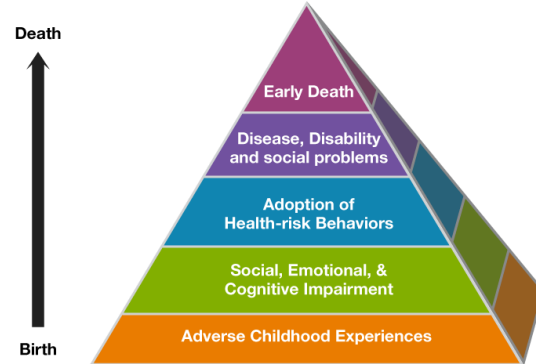 Death
Early Death
Disease, Disability
and social problems
Adoption of
Health-risk Behaviors
Social, Emotional, &
Cognitive Impairment
Adverse Childhood Experiences
Birth